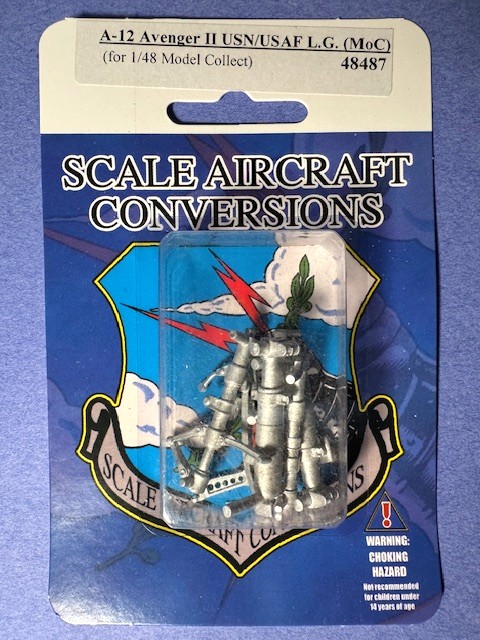 A-12 Avenger II USN/USAF L.G. (MoC)
(for 1/48 Model Collect) 48487
SCALE AIRCRAFT
CONVERSIONS
SCALE
WARNING:
CHOKING
HAZARD
Not recommended
for children under
14 years of age